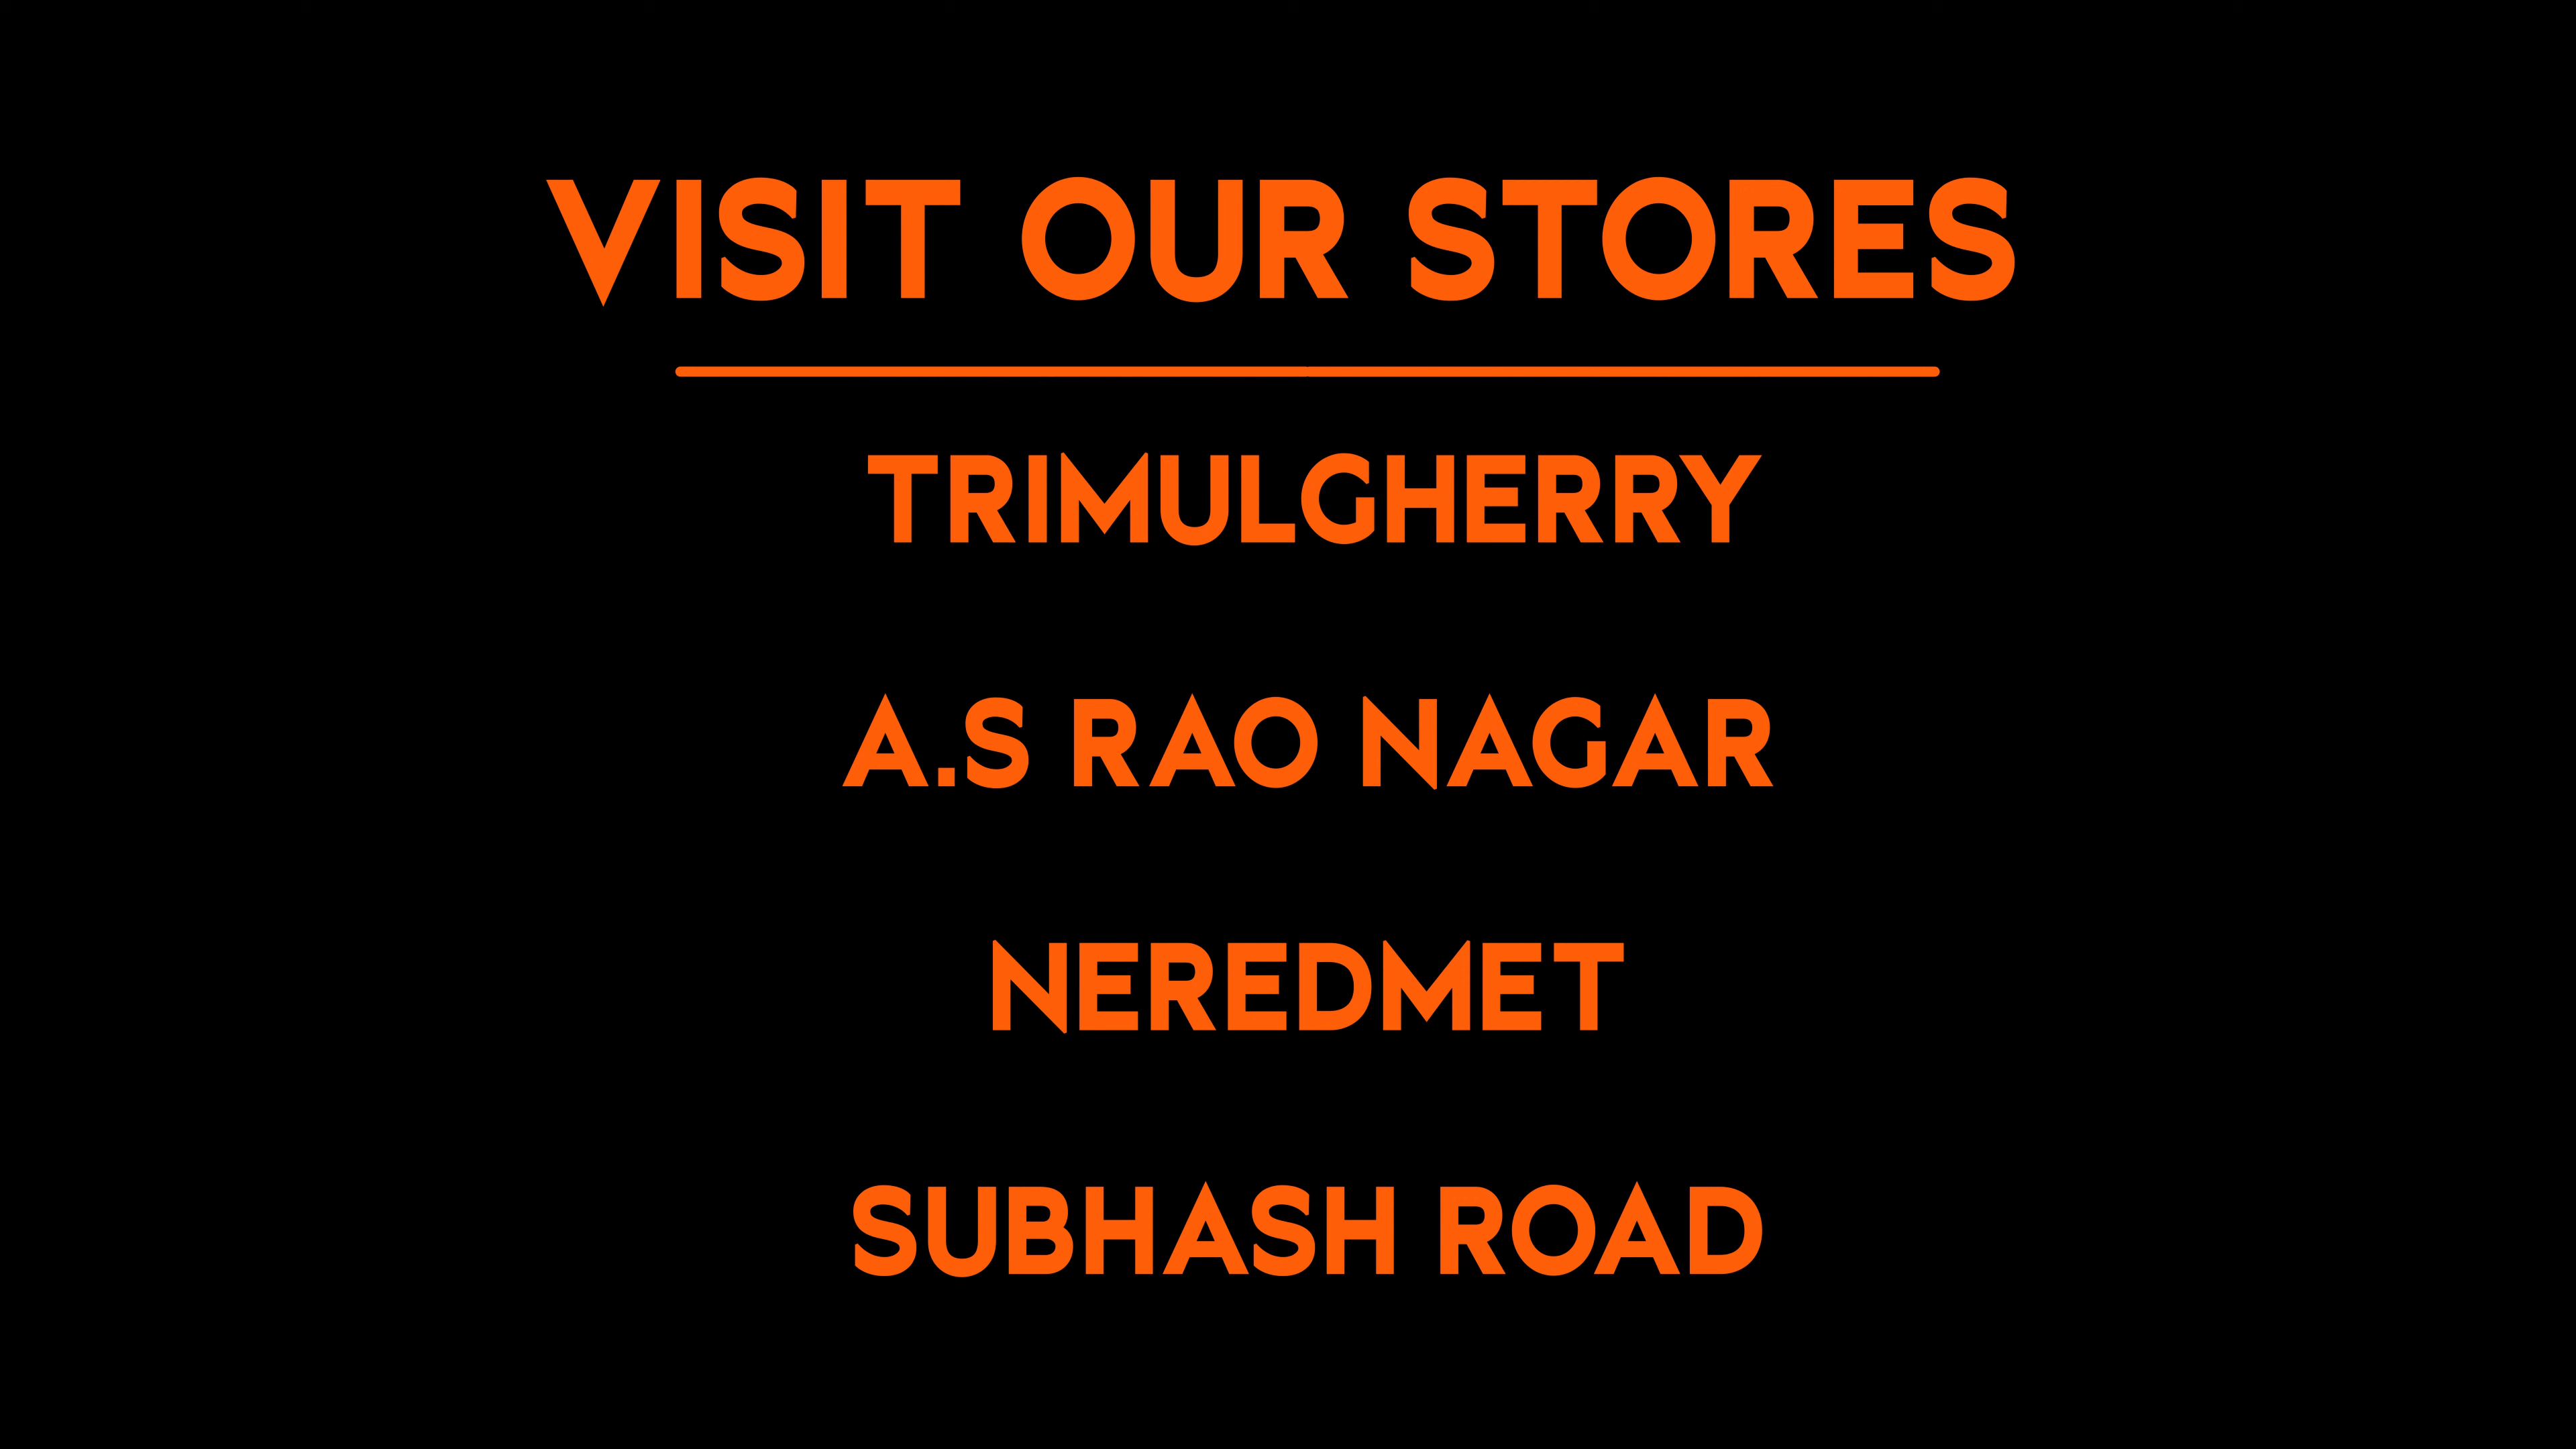 VISIT OUR STORES
TRIMULGHERRY
A.S RAO NAGAR
NEREDMET
SUBHASH ROAD